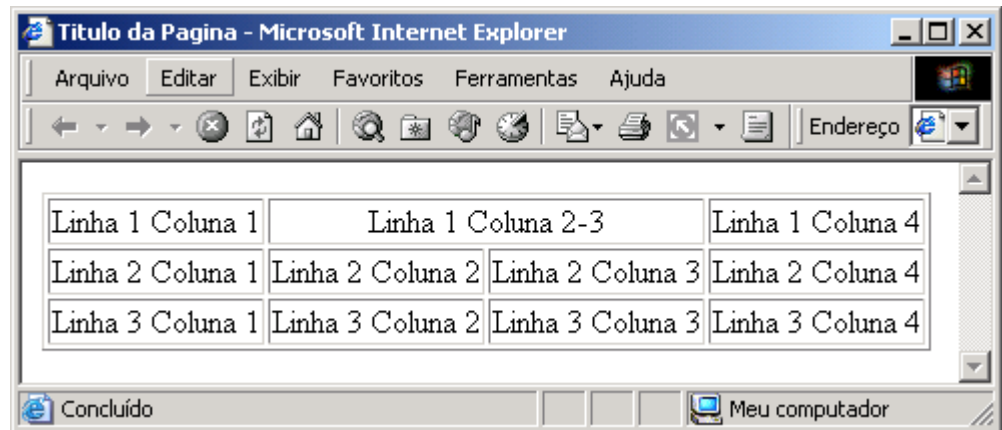 Titulo da Pagina - Microsoft Internet Explorer
Arquivo Editar Exibir Favoritos Ferramentas Ajuda
Endereço
Linha 1 Coluna 1 Linha 1 Coluna 2-3 Linha 1 Coluna 4
Linha 2 Coluna 1 Linha 2 Coluna 2 Linha 2 Coluna 3 Linha 2 Coluna 4
Linha 3 Coluna 1 Linha 3 Coluna 2 Linha 3 Coluna 3 Linha 3 Coluna 4
Concluído Meu computador